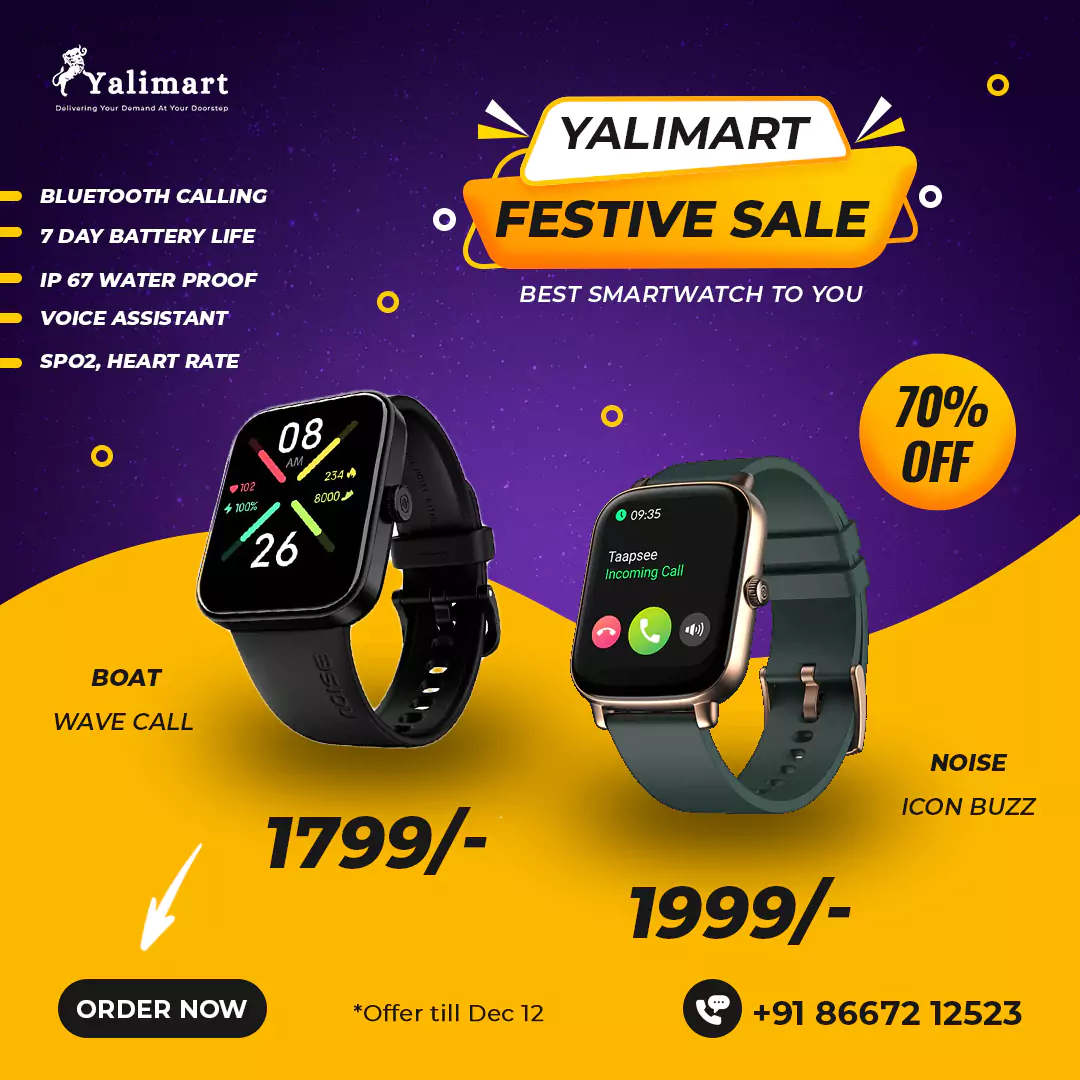 Yalimart
Delivering Your Demand At Your Doorstep
YALIMART
FESTIVE SALE
BEST SMARTWATCH TO YOU
BLUETOOTH CALLING
7 DAY BATTERY LIFE
IP 67 WATER PROOF
VOICE ASSISTANT
SPO2, HEART RATE
70%
OFF
08
AM
102
234
100%
8000
26
noise
09:35
Taapsee
Incoming Call
BOAT
WAVE CALL
NOISE
ICON BUZZ
1799/-
1999/-
ORDER NOW
*Offer till Dec 12
+91 86672 12523